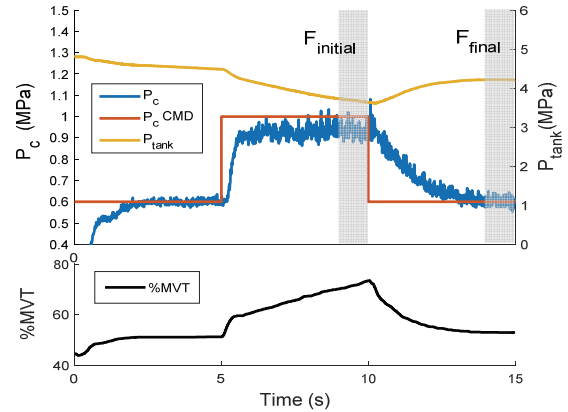 1.5
1.4
1.3
1.2
1.1
1
0.9
0.8
0.7
0.6
0.5
0.4
P_c (MPa)
F_initial
F_final
P_c
P_c CMD
P_tank
6
5
4
3
2
1
0
P_tank (MPa)
0
80
60
40
%MVT
%MVT
0
5
10
15
Time (s)